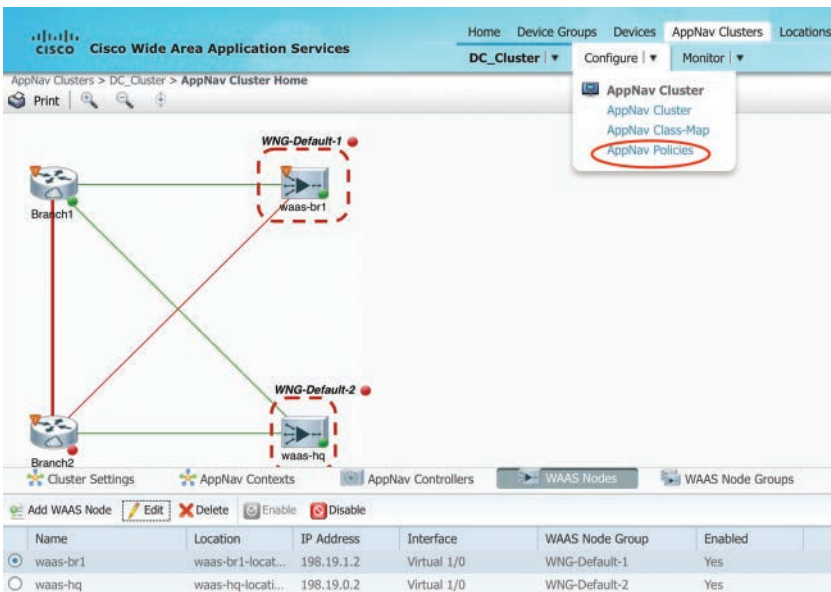 cisco Cisco Wide Area Application Services
Home Device Groups Devices AppNav Clusters Locations
DC_Cluster Configure Monitor
AppNav Clusters > DC_Cluster > AppNav Cluster Home
Print
AppNav Cluster
AppNav Cluster
AppNav Class-Map
AppNav Policies
WNG-Default-1
Branch1
waas-br1
WNG-Default-2
Branch2
waas-hq
Cluster Settings AppNav Contexts AppNav Controllers WAAS Nodes WAAS Node Groups
Add WAAS Node Edit Delete Enable Disable
Name Location IP Address Interface WAAS Node Group Enabled
waas-br1 waas-br1-locat... 198.19.1.2 Virtual 1/0 WNG-Default-1 Yes
waas-hq waas-hq-locati... 198.19.0.2 Virtual 1/0 WNG-Default-2 Yes